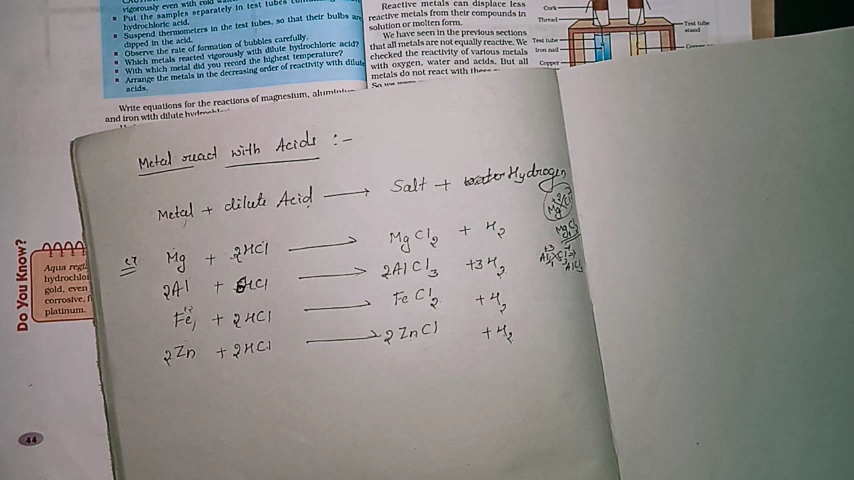 vigorously even with cold
Put the samples separately in test tubes
hydrochloric acid.
Suspend thermometers in the test tubes, so that their bulbs are
dipped in the acid.
Observe the rate of formation of bubbles carefully.
Which metals reacted vigorously with dilute hydrochloric acid?
With which metal did you record the highest temperature?
Arrange the metals in the decreasing order of reactivity with dilute
acids.
Write equations for the reactions of magnesium,
and iron with dilute
Reactive metals can displace less
reactive metals from their compounds in
solution or molten form.
We have seen in the previous sections
that all metals are not equally reactive. We
checked the reactivity of various metals
with oxygen, water and acids. But all
metals do not react with these
Cork
Thread
Test tube
Iron nail
Copper
Test tube
stand
Metal react with Acids :-
Metal + dilute Acid → Salt + Hydrogen
eg Mg + 2HCl → MgCl2 + H2
2Al + 6HCl → 2AlCl3 + 3H2
Fe + 2HCl → FeCl2 + H2
2Zn + 2HCl → 2ZnCl + H2
Do You Know?
Aqua
gold, even
corrosive,
platinum.
44